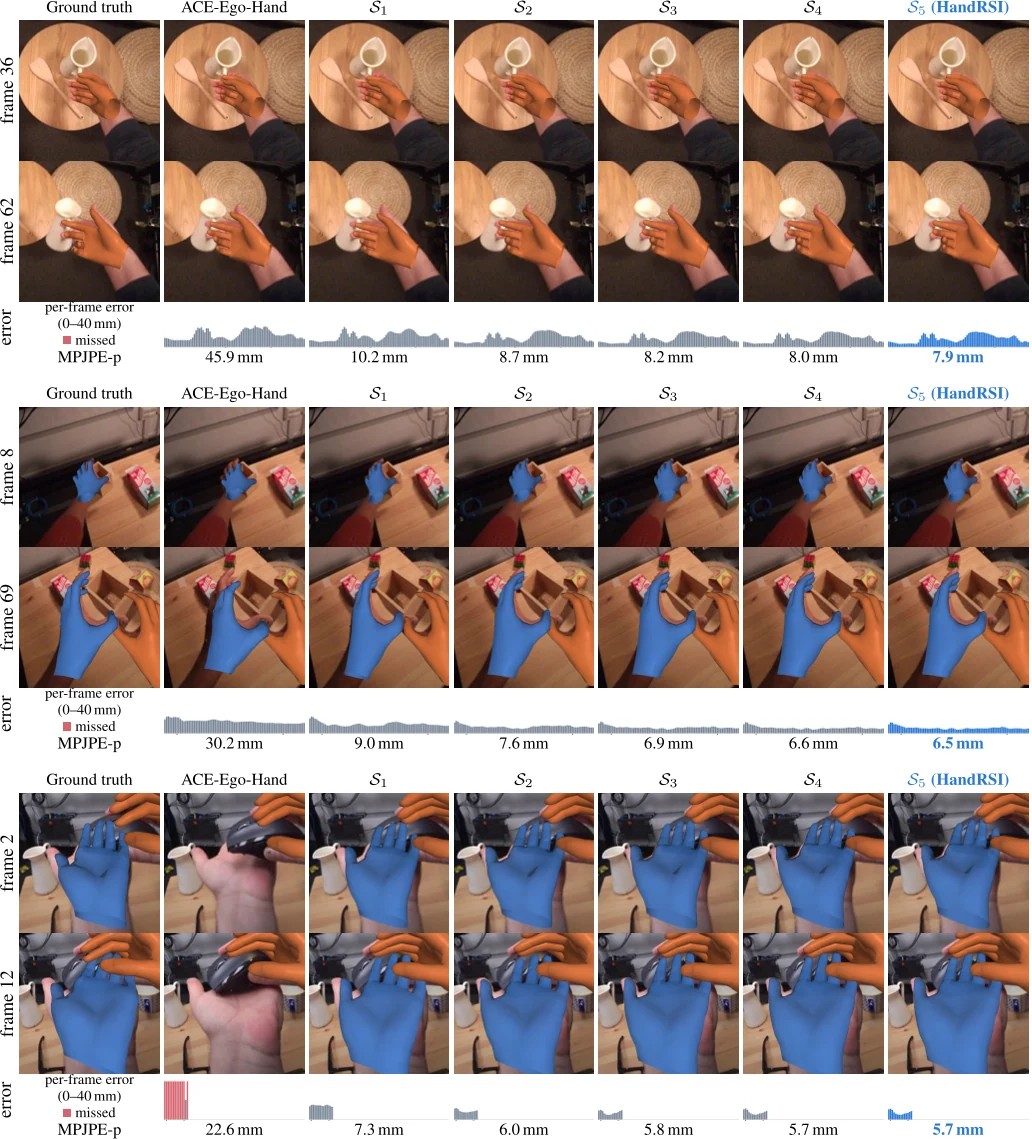 Ground truth ACE-Ego-Hand S1 S2 S3 S4 S5 (HandRSI)
frame 36
frame 62
error
per-frame error
(0–40 mm)
missed
MPJPE-p 45.9 mm 10.2 mm 8.7 mm 8.2 mm 8.0 mm 7.9 mm
Ground truth ACE-Ego-Hand S1 S2 S3 S4 S5 (HandRSI)
frame 8
frame 69
error
per-frame error
(0–40 mm)
missed
MPJPE-p 30.2 mm 9.0 mm 7.6 mm 6.9 mm 6.6 mm 6.5 mm
Ground truth ACE-Ego-Hand S1 S2 S3 S4 S5 (HandRSI)
frame 2
frame 12
error
per-frame error
(0–40 mm)
missed
MPJPE-p 22.6 mm 7.3 mm 6.0 mm 5.8 mm 5.7 mm 5.7 mm